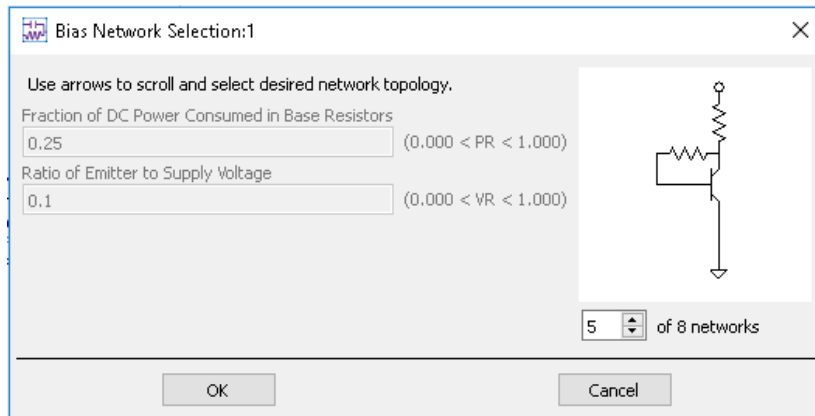 Bias Network Selection:1
Use arrows to scroll and select desired network topology.
Fraction of DC Power Consumed in Base Resistors
0.25 (0.000 < PR < 1.000)
Ratio of Emitter to Supply Voltage
0.1 (0.000 < VR < 1.000)
5 of 8 networks
OK Cancel